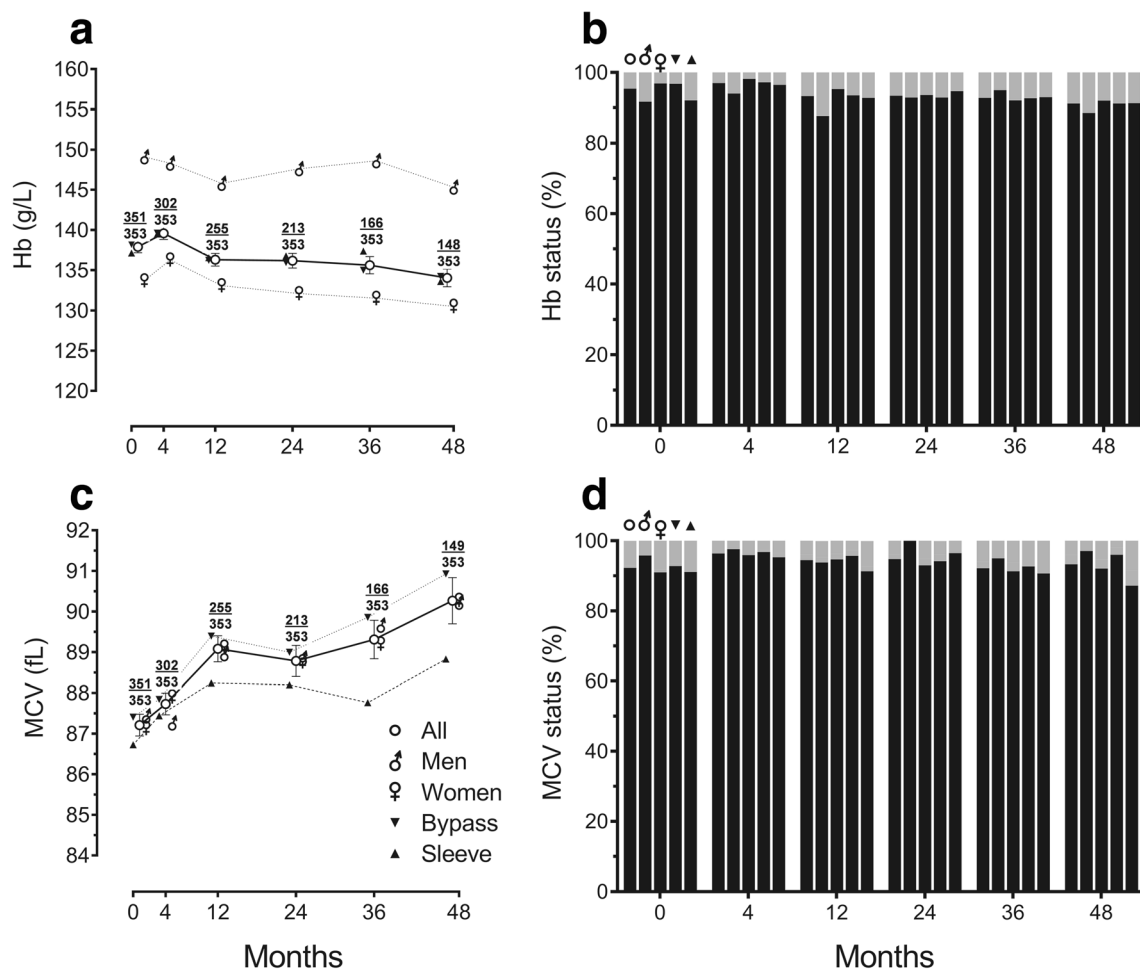 a
160
155
150
145
140
135
130
125
120
Hb (g/L)
351
353
302
353
255
353
213
353
166
353
148
353
0 4 12 24 36 48
b
100
80
60
40
20
0
Hb status (%)
0 4 12 24 36 48
c
92
91
90
89
88
87
86
85
84
MCV (fL)
351
353
302
353
255
353
213
353
166
353
149
353
All
Men
Women
Bypass
Sleeve
0 4 12 24 36 48
Months
d
100
80
60
40
20
0
MCV status (%)
0 4 12 24 36 48
Months